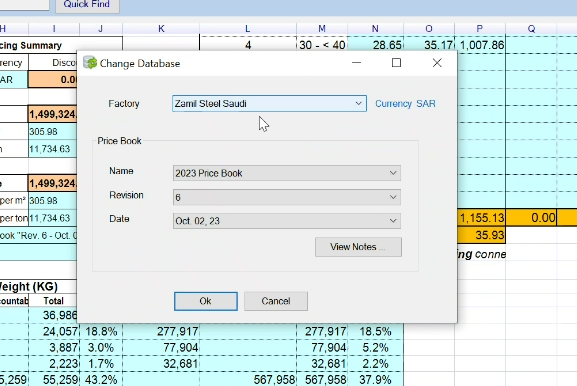 Quick Find
H I J K L M N O P Q
cing Summary 4 30 - < 40 28.65 35.17 1,007.86
rency Disco
AR 0.0
1,499,324.
305.98
11,734 63
1,499,324.
per m² 305.98
per ton 11,734 63 1,155.13 0.00
ook "Rev. 6 - Oct. 0 35.93
ng conne
Change Database
Factory Zamil Steel Saudi Currency SAR
Price Book
Name 2023 Price Book
Revision 6
Date Oct. 02, 23
View Notes ...
Ok Cancel
eight (KG)
countab Total
36,986
24,057 18.8% 277,917 277,917 18.5%
3,887 3.0% 77,904 77,904 5.2%
2,223 1.7% 32,681 32,681 2.2%
5,259 55,259 43.2% 567,958 567,958 37.9%